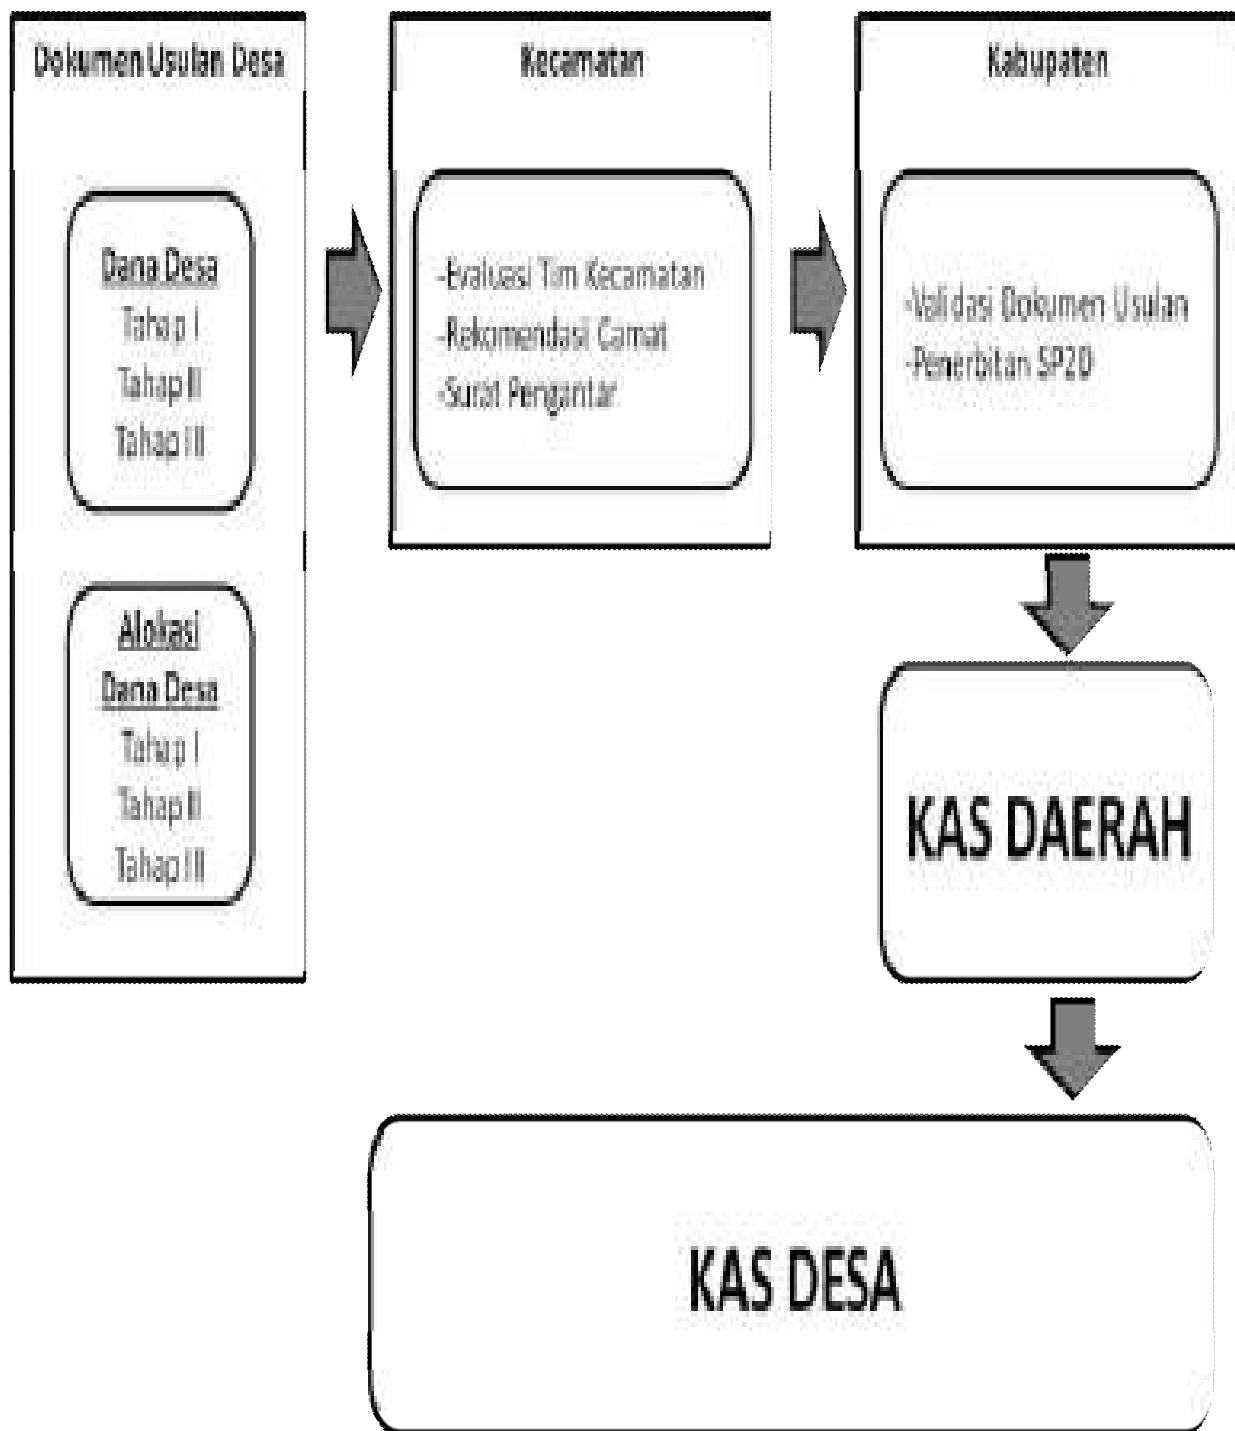 Dokumen Usulan Desa
Dana Desa
Tahap I
Tahap II
Tahap III
Alokasi
Dana Desa
Tahap I
Tahap II
Tahap III
Kecamatan
-Evaluasi Tim Kecamatan
-Rekomendasi Camat
-Surat Pengantar
Kabupaten
-Validasi Dokumen Usulan
-Penerbitan SP2D
KAS DAERAH
KAS DESA